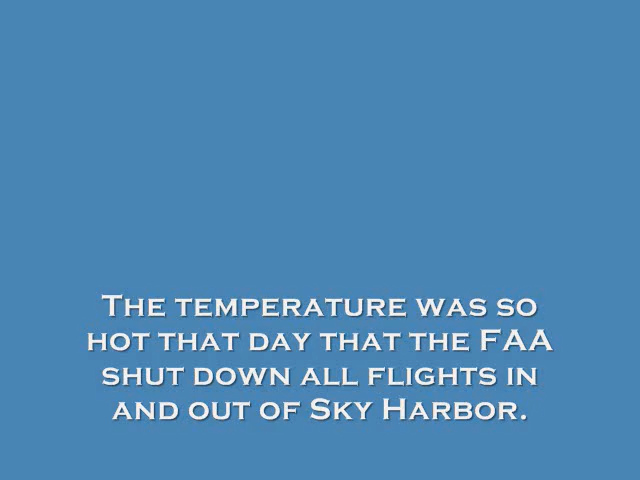 The temperature was so
hot that day that the FAA
shut down all flights in
and out of Sky Harbor.